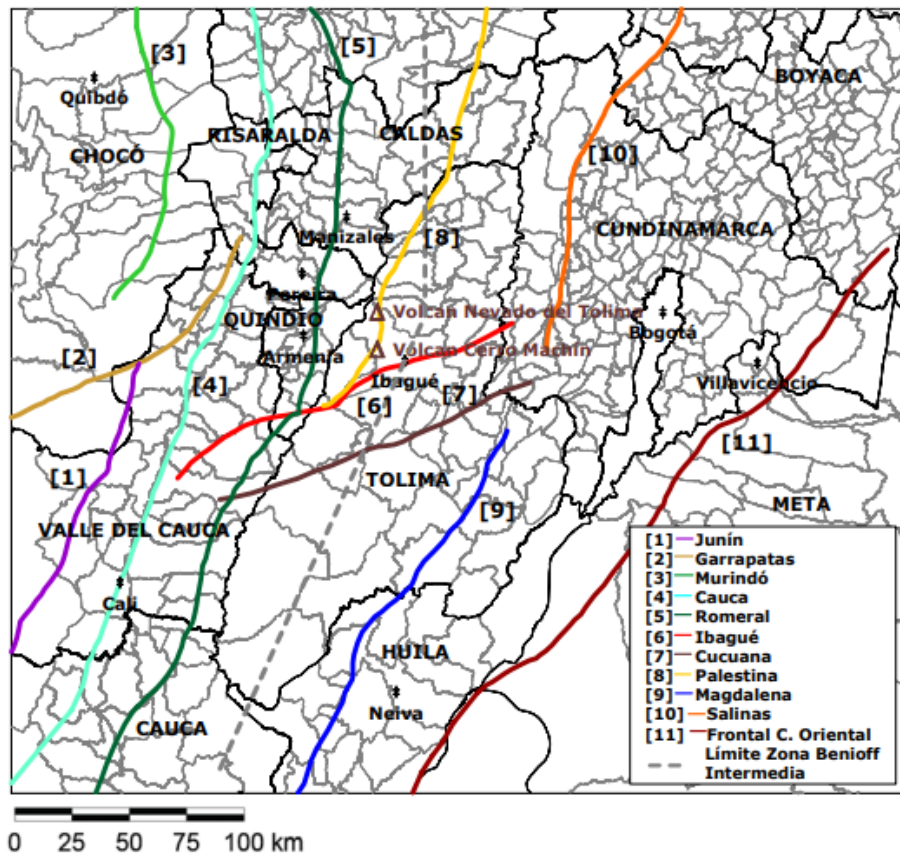 [3]
[5]
BOYACA
Quibdó
RISARALDA
CALDAS
CHOCÓ
[10]
Manizales
[8]
CUNDINAMARCA
Pereira
Volcan Nevado del Tolima
QUINDIO
Bogotá
[2]
Armenia
Volcan Cerro Machin
Villavicencio
[4]
Ibagué
[7]
[6]
[11]
[1]
TOLIMA
META
[9]
VALLE DEL CAUCA
Cali
HUILA
Neiva
CAUCA
[1] Junín
[2] Garrapatas
[3] Murindó
[4] Cauca
[5] Romeral
[6] Ibagué
[7] Cucuana
[8] Palestina
[9] Magdalena
[10] Salinas
[11] Frontal C. Oriental
Límite Zona Benioff
Intermedia
0 25 50 75 100 km